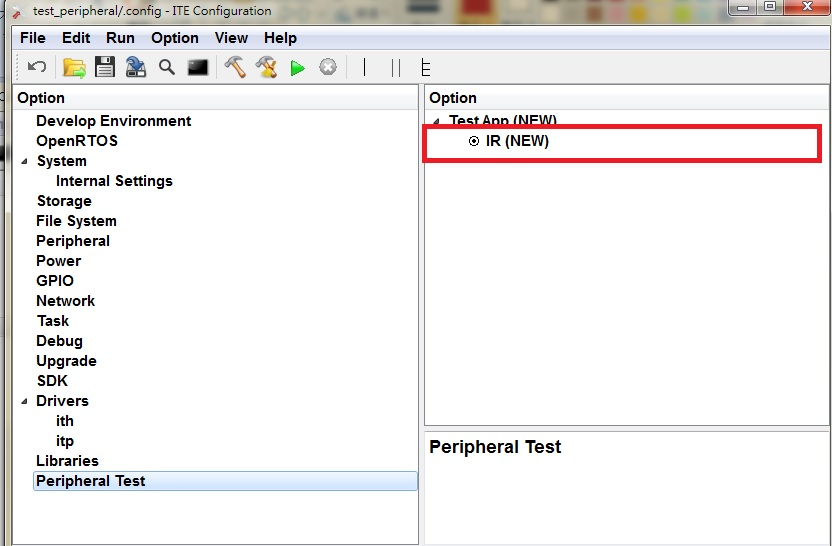 test_peripheral/.config - ITE Configuration
File Edit Run Option View Help
Option
Develop Environment
OpenRTOS
System
Internal Settings
Storage
File System
Peripheral
Power
GPIO
Network
Task
Debug
Upgrade
SDK
Drivers
ith
itp
Libraries
Peripheral Test
Option
Test App (NEW)
IR (NEW)
Peripheral Test